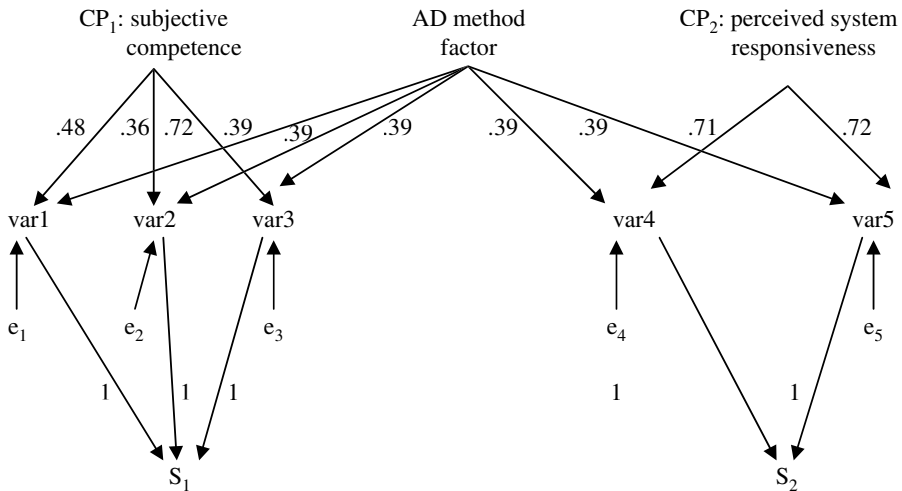 CP₁: subjective
competence
AD method
factor
CP₂: perceived system
responsiveness
.48 .36 .72 .39 .39 .39 .39 .39 .71 .72
var1 var2 var3 var4 var5
e₁ e₂ e₃ e₄ e₅
1 1 1 1 1
S₁ S₂